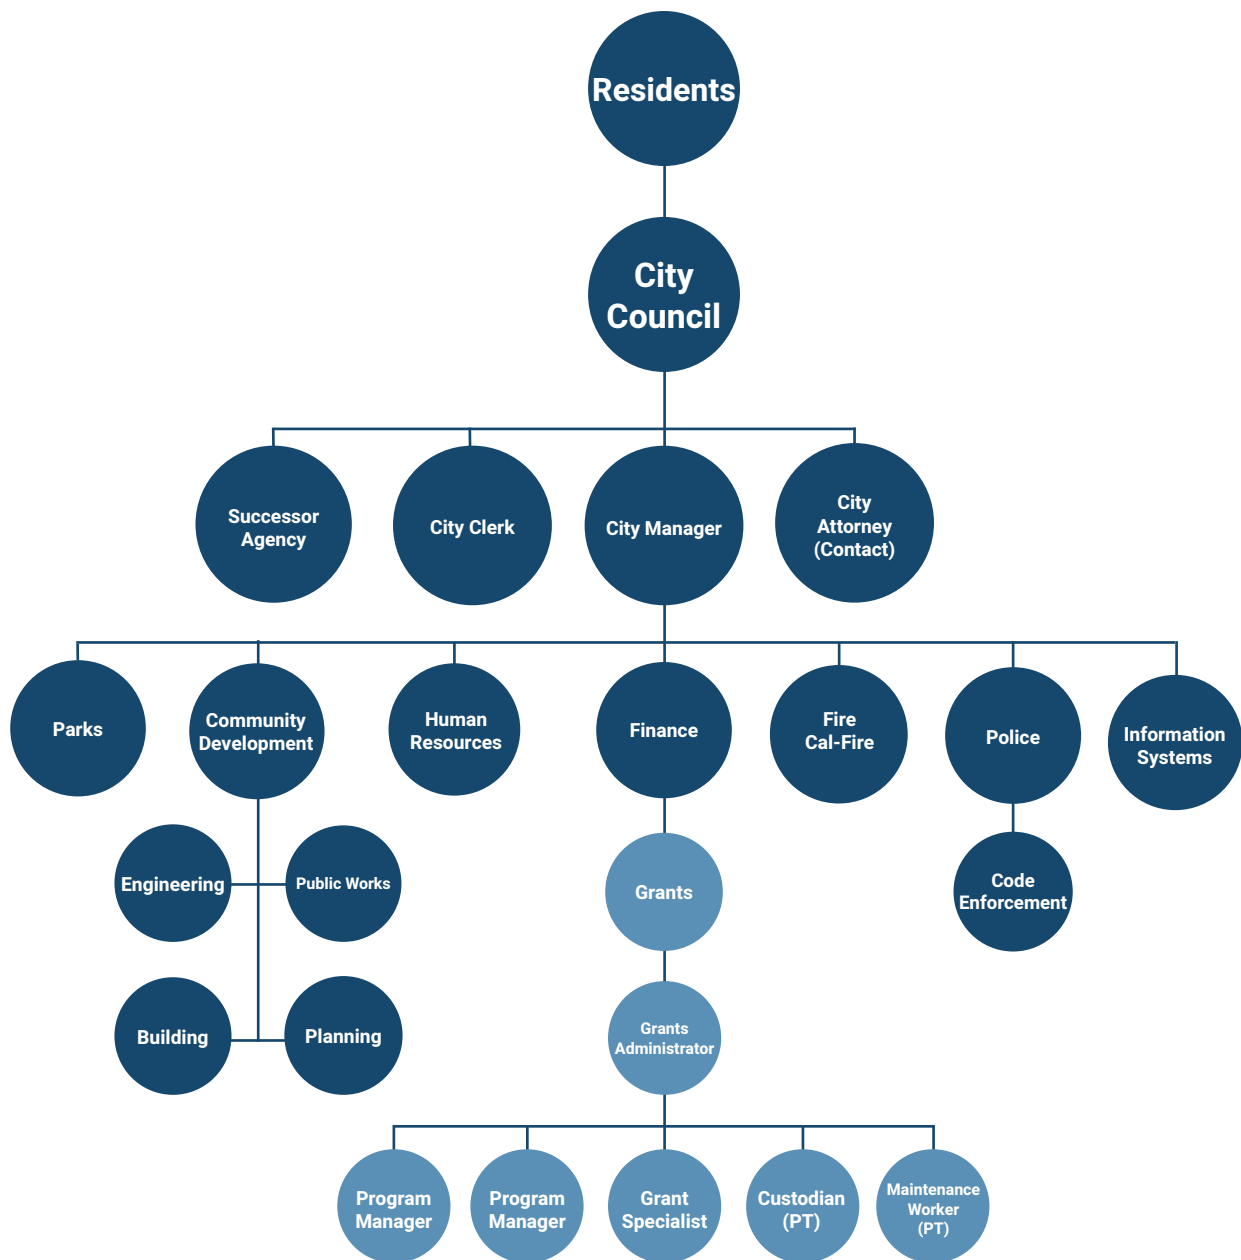 Residents
City
Council
Successor
Agency
City Clerk
City Manager
City
Attorney
(Contact)
Parks
Community
Development
Human
Resources
Finance
Fire
Cal-Fire
Police
Information
Systems
Engineering
Public Works
Grants
Code
Enforcement
Building
Planning
Grants
Administrator
Program
Manager
Program
Manager
Grant
Specialist
Custodian
(PT)
Maintenance
Worker
(PT)